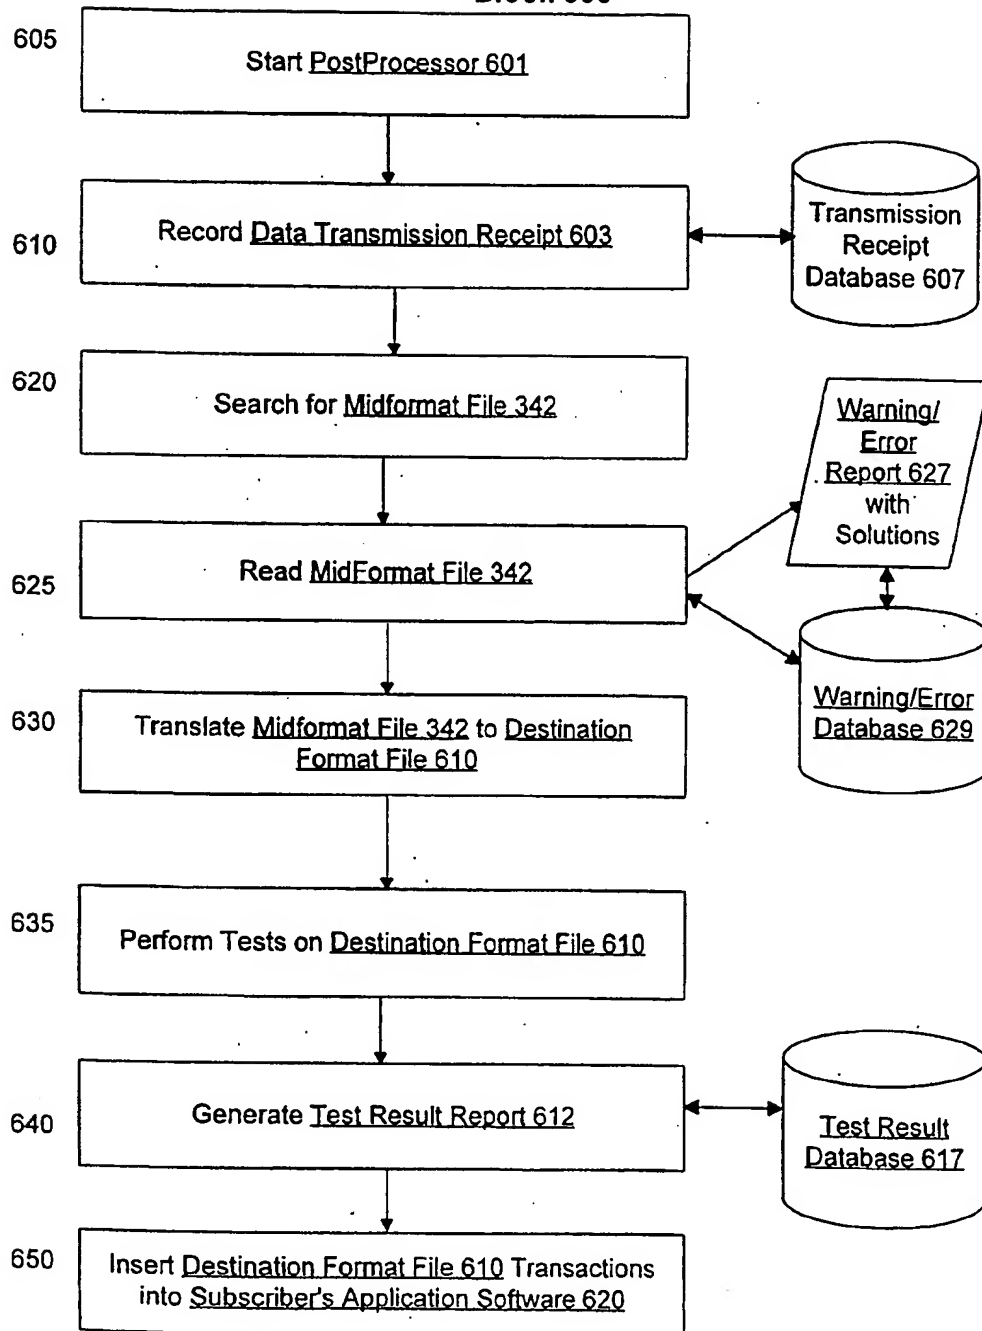 605
Start PostProcessor 601
610
Record Data Transmission Receipt 603
Transmission
Receipt
Database 607
620
Search for Midformat File 342
Warning/
Error
Report 627
with
Solutions
625
Read MidFormat File 342
Warning/Error
Database 629
630
Translate Midformat File 342 to Destination
Format File 610
635
Perform Tests on Destination Format File 610
640
Generate Test Result Report 612
Test Result
Database 617
650
Insert Destination Format File 610 Transactions
into Subscriber's Application Software 620